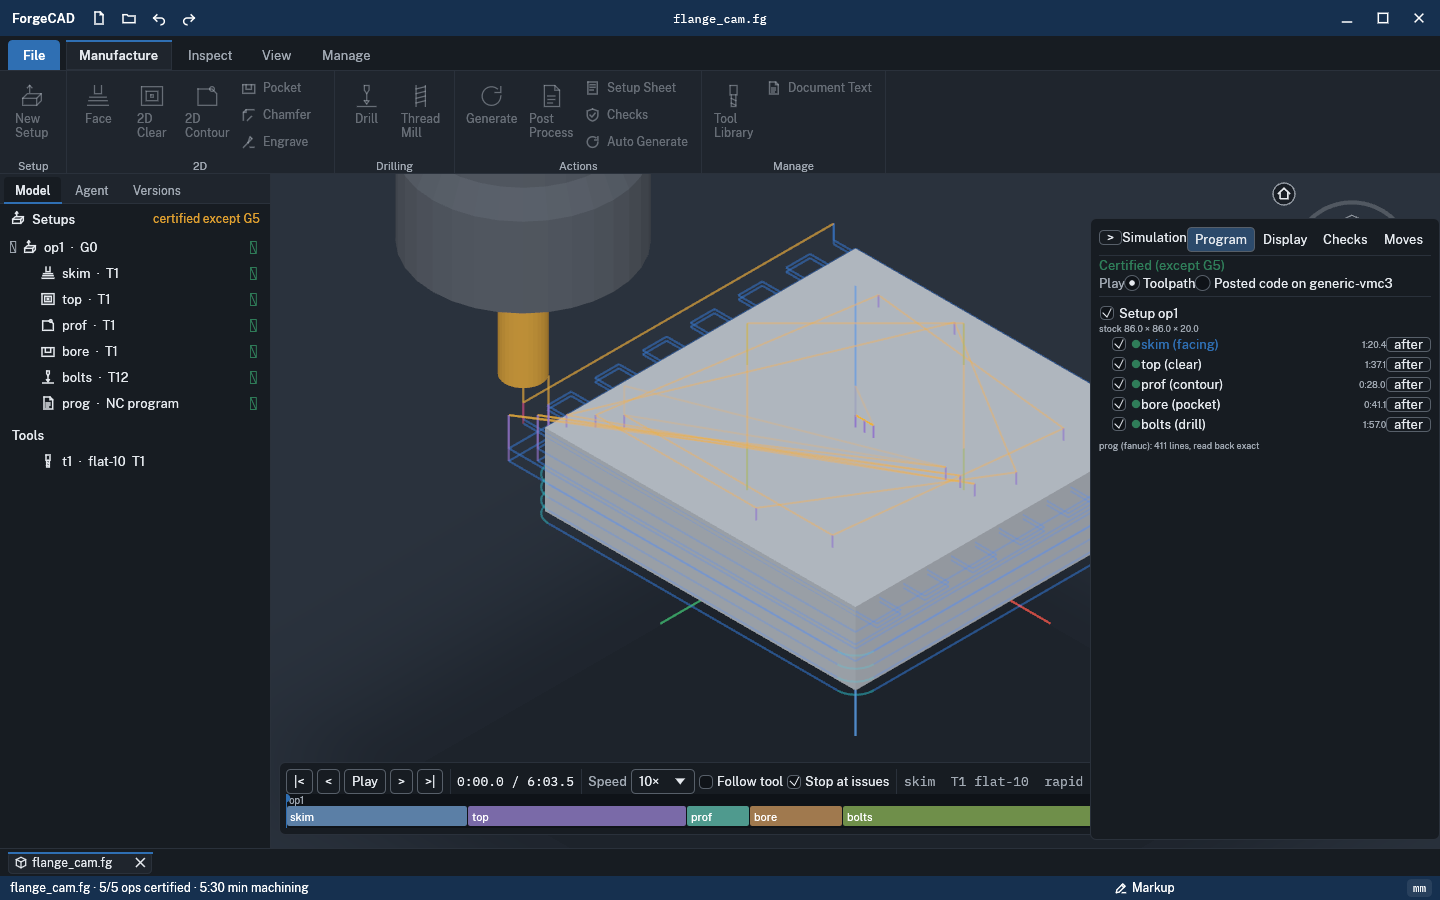 ForgeCAD
flange_cam.fg
File Manufacture Inspect View Manage
New Setup
Face
2D Clear
2D Contour
Pocket
Chamfer
Engrave
Drill
Thread Mill
Generate
Post Process
Setup Sheet
Checks
Auto Generate
Tool Library
Document Text
Setup 2D Drilling Actions Manage
Model Agent Versions
Setups certified except G5
op1 · G0
skim · T1
top · T1
prof · T1
bore · T1
bolts · T12
prog · NC program
Tools
t1 · flat-10 T1
> Simulation Program Display Checks Moves
Certified (except G5)
Play Toolpath Posted code on generic-vmc3
Setup op1
stock 86.0 × 86.0 × 20.0
skim (facing) 1:20.4 after
top (clear) 1:37.1 after
prof (contour) 0:28.0 after
bore (pocket) 0:41.1 after
bolts (drill) 1:57.0 after
prog (fanuc): 411 lines, read back exact
|< < Play > >| 0:00.0 / 6:03.5 Speed 10× Follow tool Stop at issues skim T1 flat-10 rapid
op1
skim top prof bore bolts
flange_cam.fg
flange_cam.fg · 5/5 ops certified · 5:30 min machining Markup mm